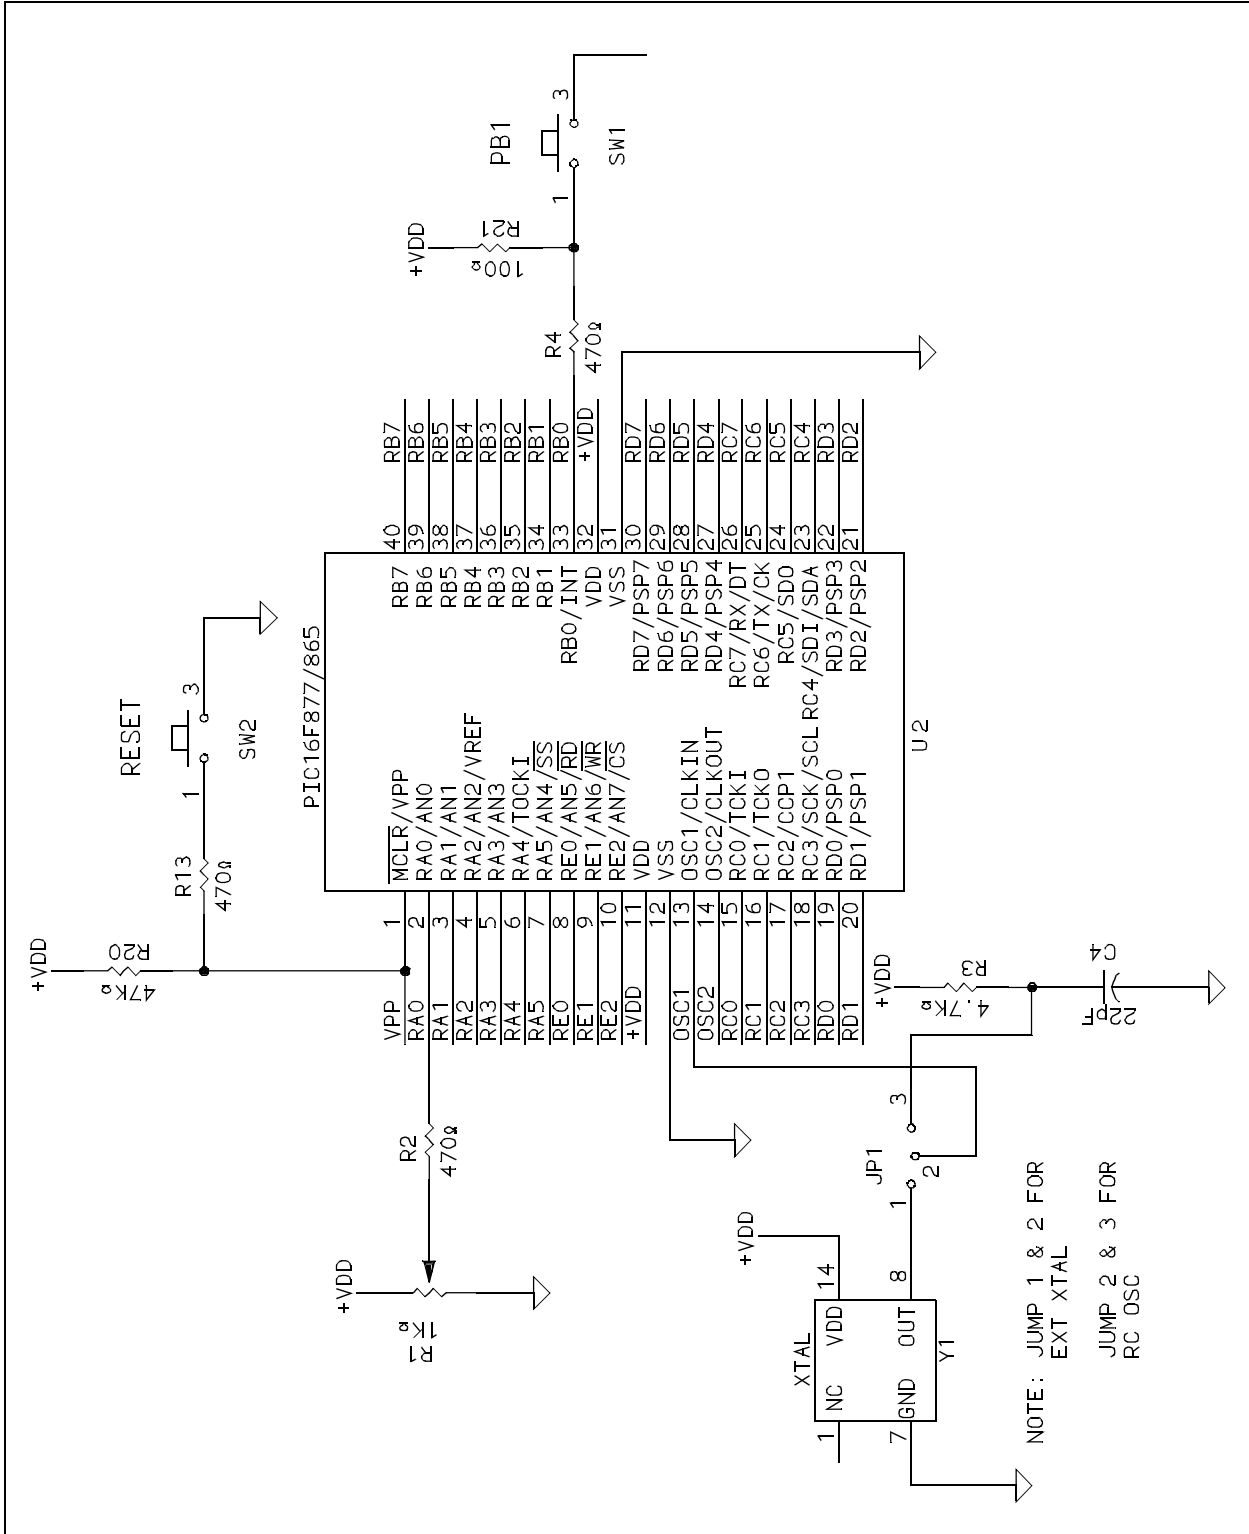 +VDD
R20
47KΩ
R13
470Ω
1
RESET
3
SW2
+VDD
R1
1KΩ
R2
470Ω
PIC16F877/865
VPP
RA0
RA1
RA2
RA3
RA4
RA5
RE0
RE1
RE2
+VDD
OSC1
OSC2
RC0
RC1
RC2
RC3
RD0
RD1
1
2
3
4
5
6
7
8
9
10
11
12
13
14
15
16
17
18
19
20
MCLR/VPP
RA0/AN0
RA1/AN1
RA2/AN2/VREF
RA3/AN3
RA4/TOCKI
RA5/AN4/SS
RE0/AN5/RD
RE1/AN6/WR
RE2/AN7/CS
VDD
VSS
OSC1/CLKIN
OSC2/CLKOUT
RC0/TCKI
RC1/TCKO
RC2/CCP1
RC3/SCK/SCL
RD0/PSP0
RD1/PSP1
RB7
RB6
RB5
RB4
RB3
RB2
RB1
RB0/INT
VDD
VSS
RD7/PSP7
RD6/PSP6
RD5/PSP5
RD4/PSP4
RC7/RX/DT
RC6/TX/CK
RC5/SDO
RC4/SDI/SDA
RD3/PSP3
RD2/PSP2
40
39
38
37
36
35
34
33
32
31
30
29
28
27
26
25
24
23
22
21
RB7
RB6
RB5
RB4
RB3
RB2
RB1
RB0
+VDD
RD7
RD6
RD5
RD4
RC7
RC6
RC5
RC4
RD3
RD2
U2
R4
470Ω
+VDD
R21
100Ω
1
PB1
3
SW1
+VDD
R3
4.7KΩ
C4
22pF
JP1
1
2
3
+VDD
XTAL
1
NC
VDD
14
7
GND
OUT
8
Y1
NOTE: JUMP 1 & 2 FOR
EXT XTAL
JUMP 2 & 3 FOR
RC OSC